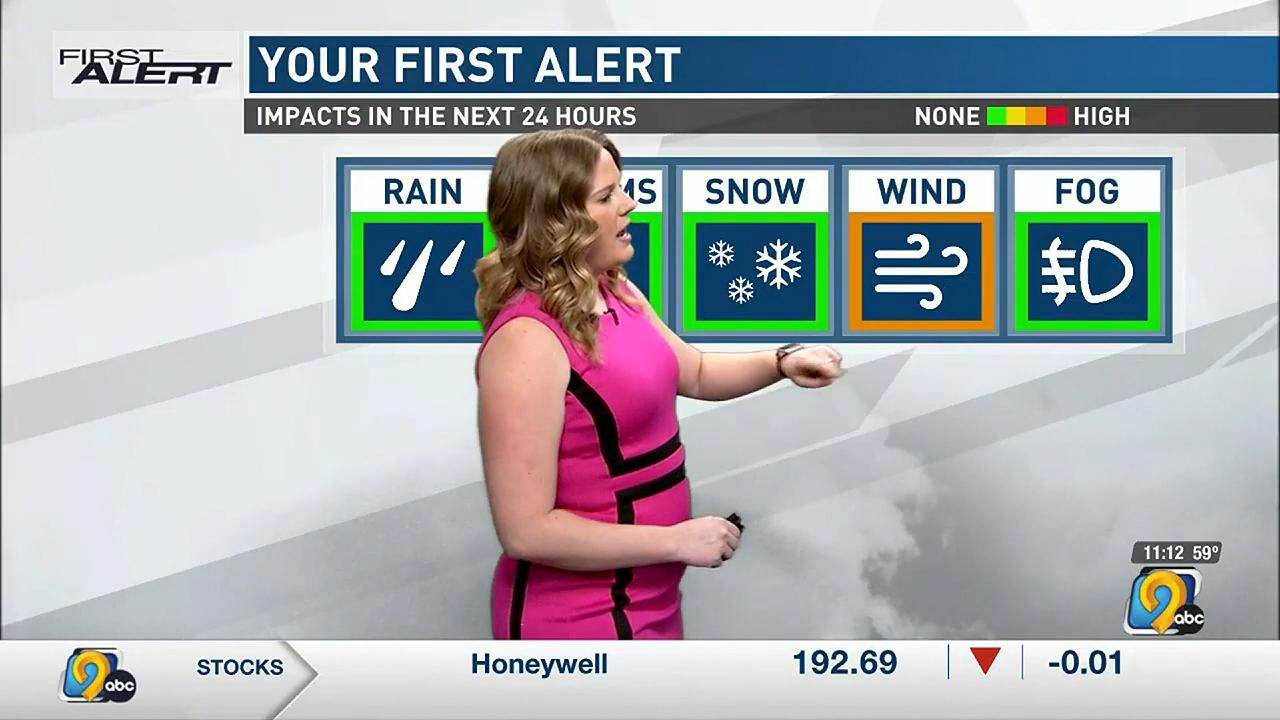 FIRST
ALERT
YOUR FIRST ALERT
IMPACTS IN THE NEXT 24 HOURS
NONE HIGH
RAIN MS SNOW WIND FOG
11:12 59°
9
abc
9
abc
STOCKS Honeywell 192.69 -0.01